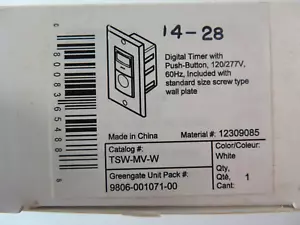 14-28
Digital Timer with
Push-Button, 120/277V,
60Hz, Included with
standard size screw type
wall plate
Made in China
Material #: 12309085
Catalog #:
TSW-MV-W
Color/Colour:
White
Greengate Unit Pack #:
9806-001071-00
Qty,
Qté,
Cant:
1